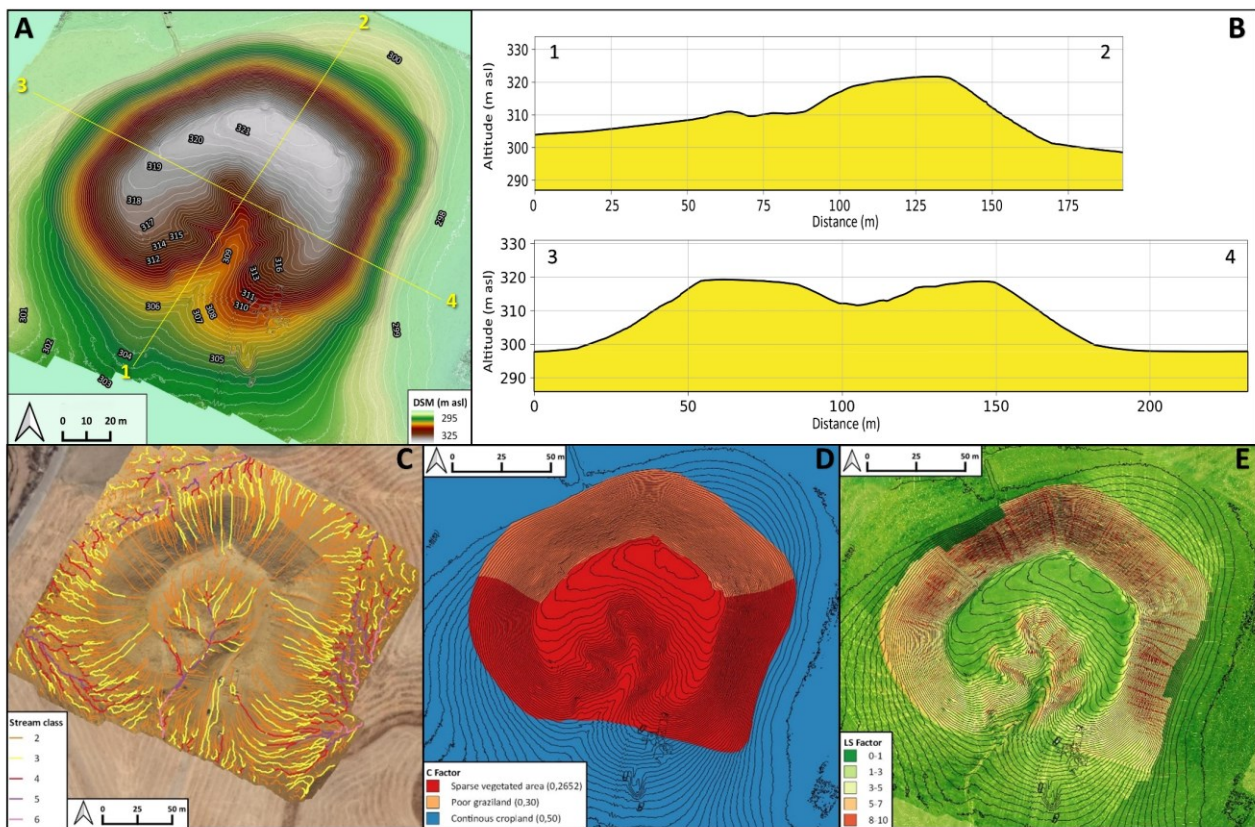 A
2
300
3
321
320
319
318
317
315
314
312
316
309
313
311
310
298
4
306
308
307
301
299
302
304
305
1
303
0 10 20 m
DSM (m asl)
295
325
B
1
2
Altitude (m asl)
330
320
310
300
290
0 25 50 75 100 125 150 175
Distance (m)
3
4
Altitude (m asl)
330
320
310
300
290
0 50 100 150 200
Distance (m)
C
Stream class
2
3
4
5
6
0 25 50 m
D
0 25 50 m
C Factor
Sparse vegetated area (0,2652)
Poor graziland (0,30)
Continous cropland (0,50)
E
0 25 50 m
LS Factor
0-1
1-3
3-5
5-7
8-10